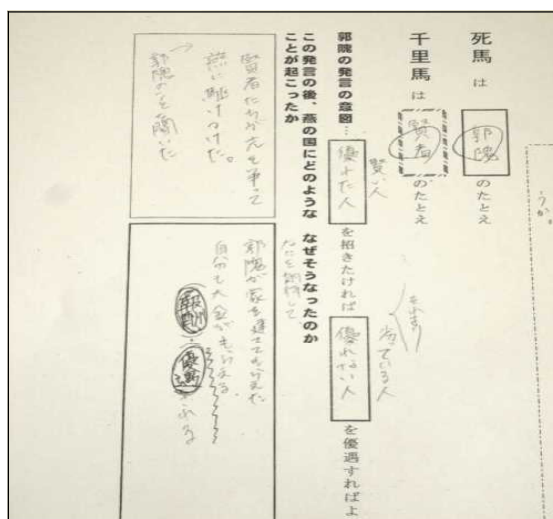 うか。
死馬は
郭隗
のたとえ
千里馬は
賢者
のたとえ
郭隗の発言の意図…
賢い人
優れた人
を招きたければ
劣っている人
優れない人
を優遇すればよ
この発言の後、燕の国にどのような
ことが起こったか
なぜそうなったのか
賢者たちが先を争って
燕に駆けつけた。
→
郭隗のことを聞いた
郭隗が家を建ててもらえた
自分も大金がもらえる
優遇